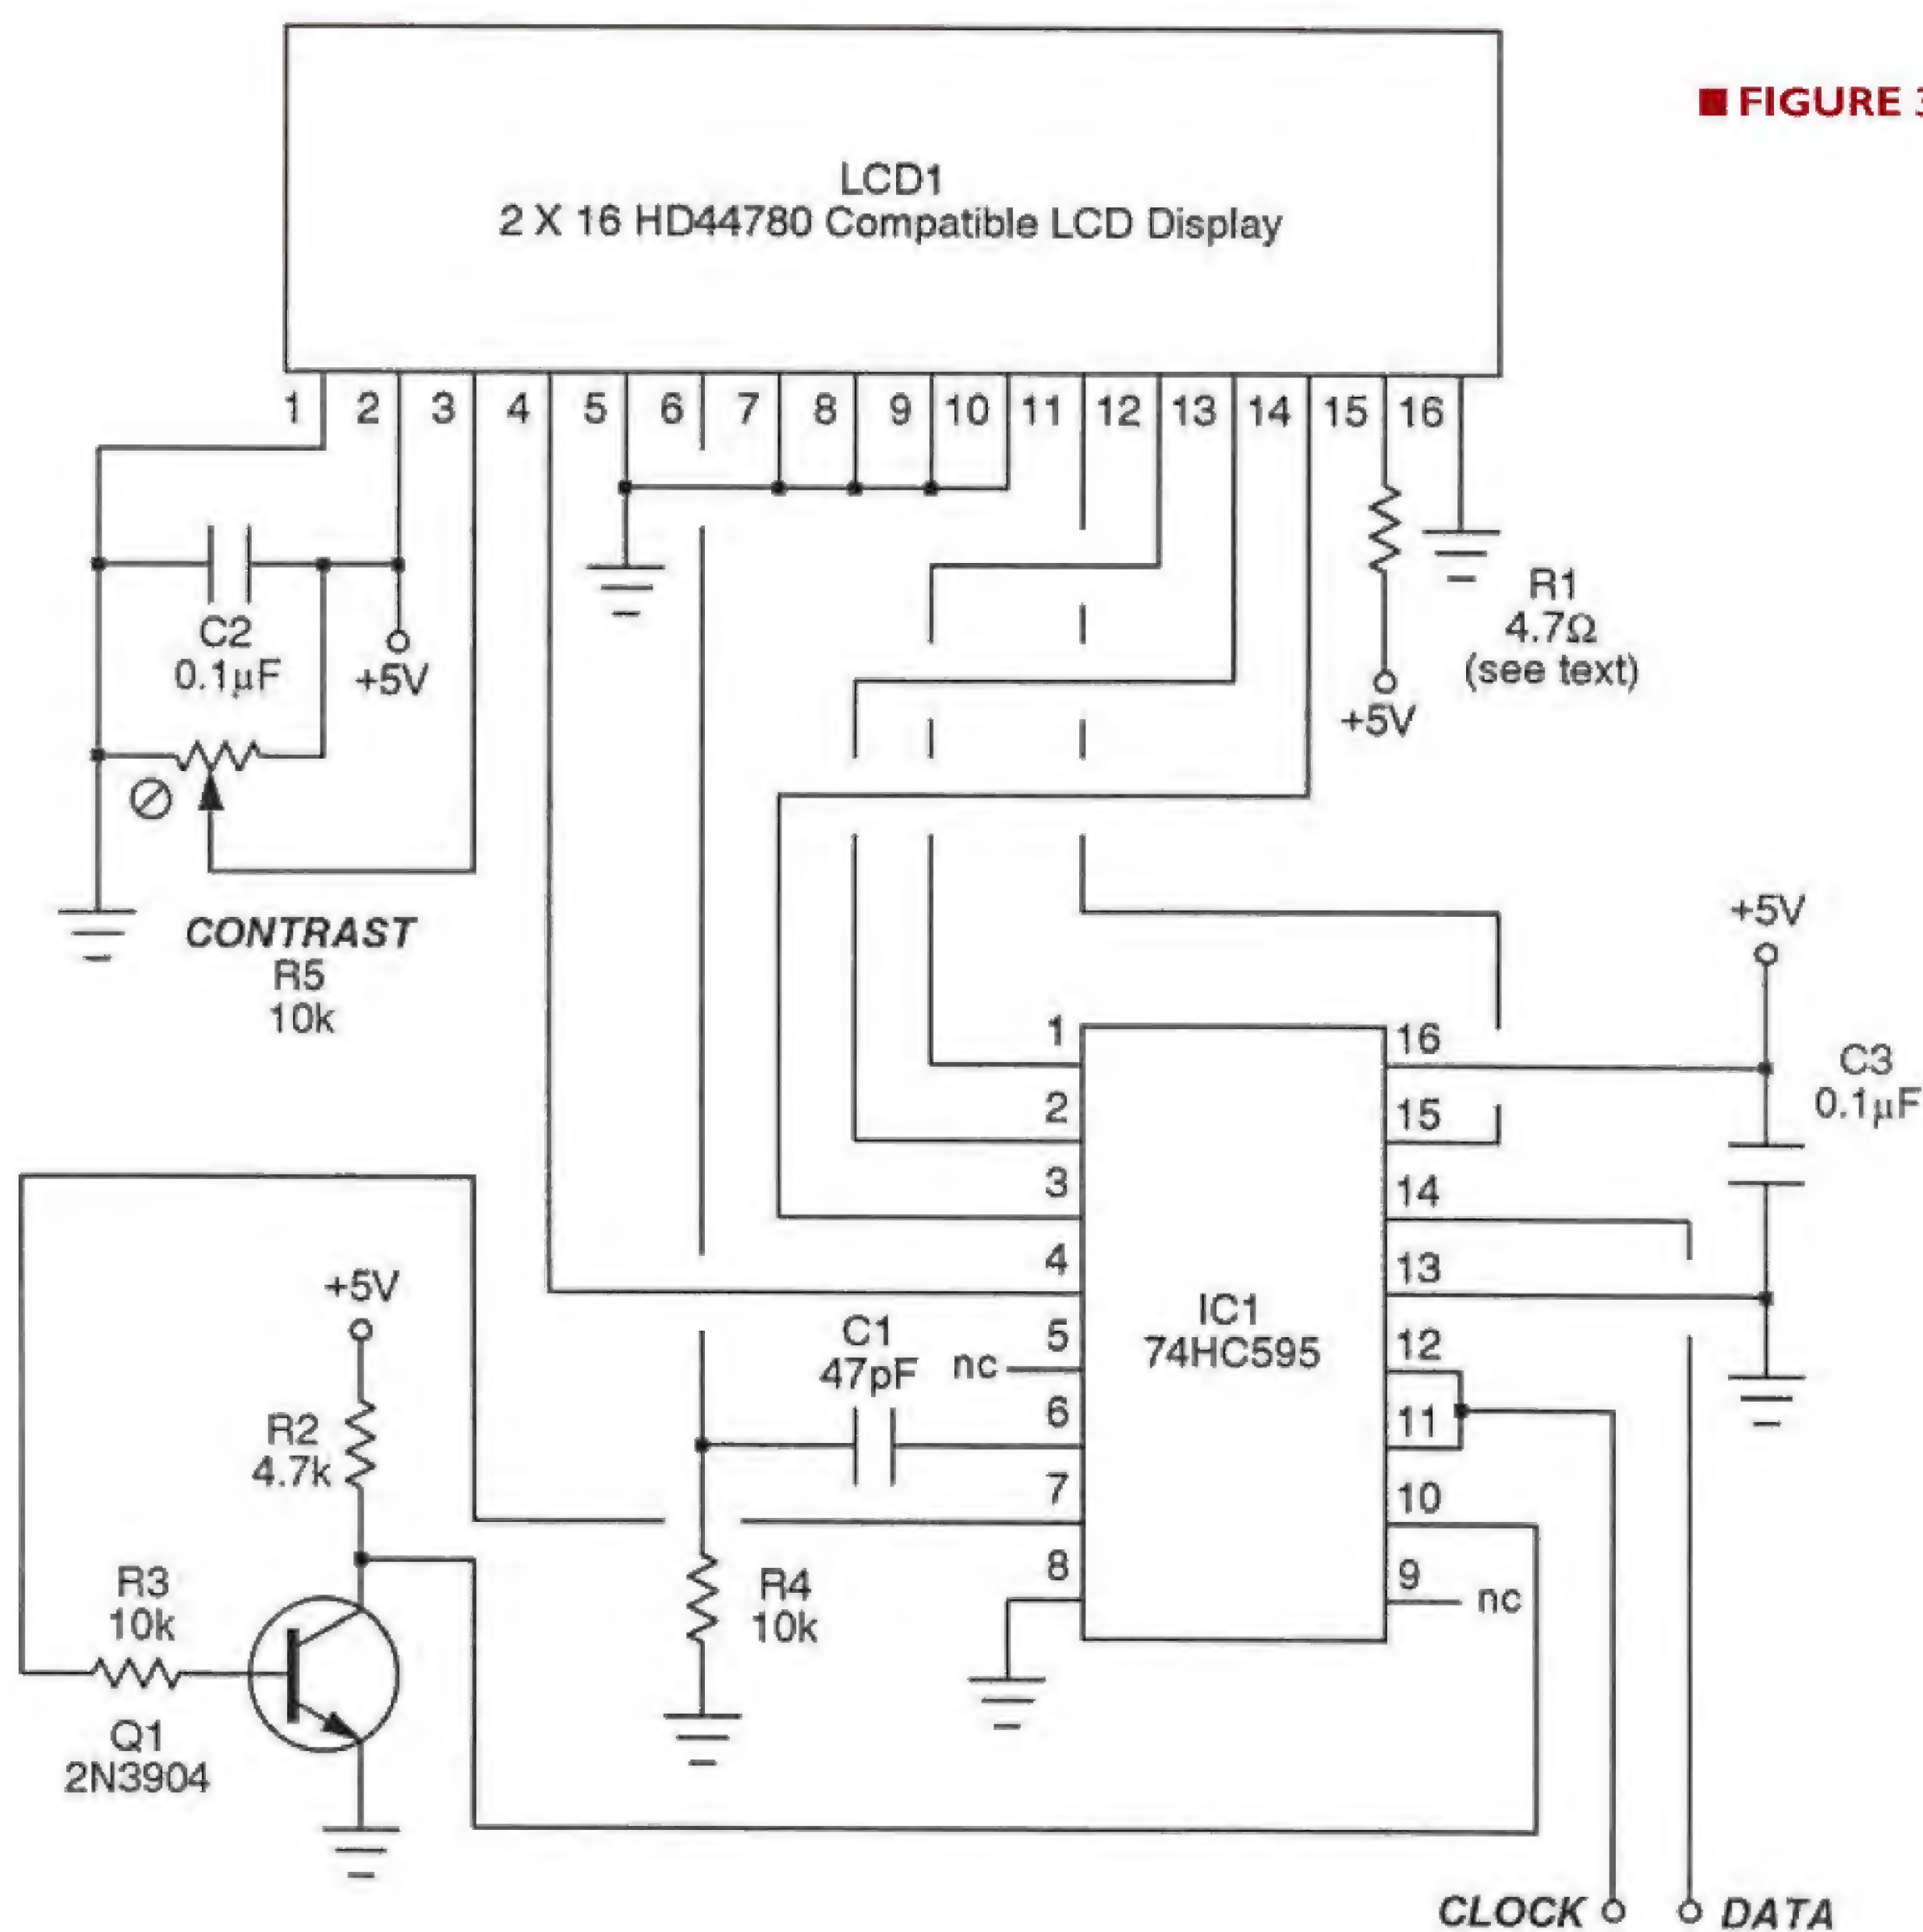 FIGURE 3
LCD1
2 X 16 HD44780 Compatible LCD Display
1 2 3 4 5 6 7 8 9 10 11 12 13 14 15 16
C2
0.1µF
+5V
R1
4.7Ω
(see text)
+5V
CONTRAST
R5
10k
+5V
C3
0.1µF
1
2
3
4
5
6
7
8
16
15
14
13
12
11
10
9
IC1
74HC595
nc
nc
C1
47pF
+5V
R2
4.7k
R3
10k
Q1
2N3904
R4
10k
CLOCK
DATA